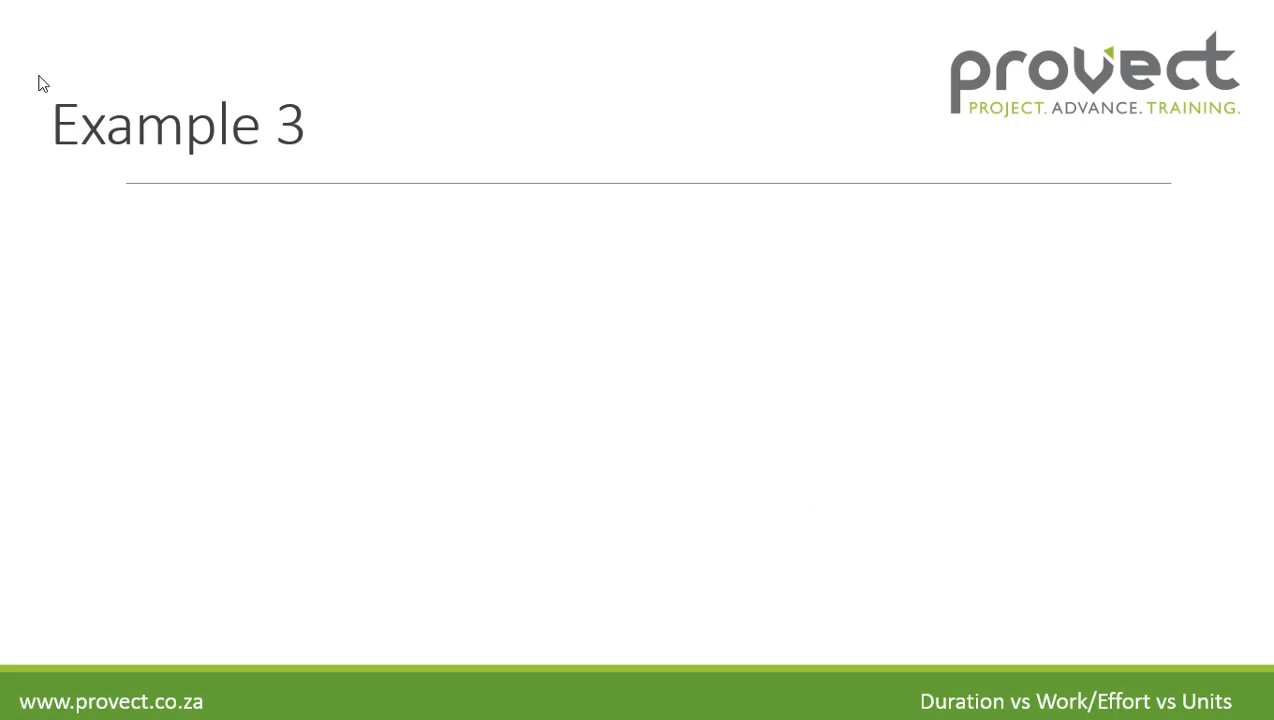 provect
PROJECT. ADVANCE. TRAINING.
Example 3
www.provect.co.za
Duration vs Work/Effort vs Units